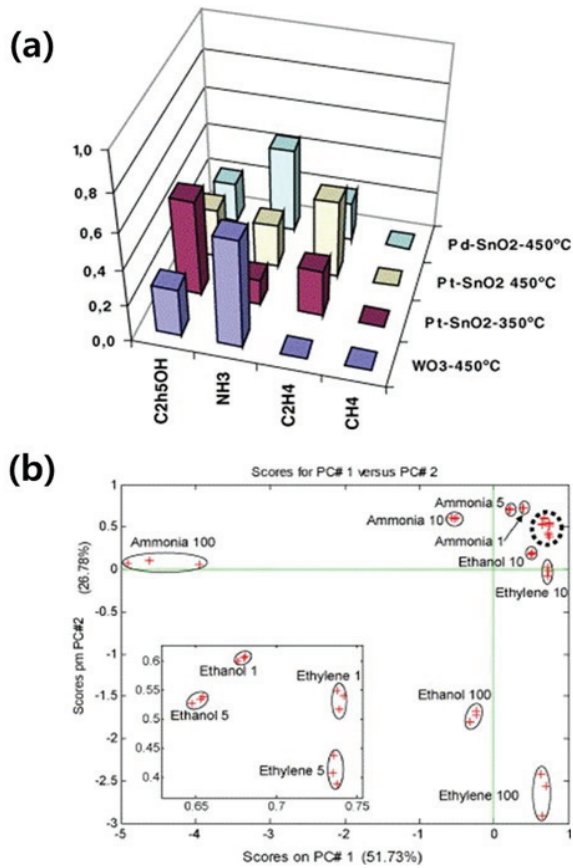 (a)
1,0
0,8
0,6
0,4
0,2
0,0
C2h5OH
NH3
C2H4
CH4
Pd-SnO2-450ºC
Pt-SnO2 450ºC
Pt-SnO2-350ºC
WO3-450ºC
(b)
Scores for PC# 1 versus PC# 2
Scores pm PC#2
(26.78%)
1
0.5
0
-0.5
-1
-1.5
-2
-2.5
-3
Ammonia 5
Ammonia 10
Ammonia 1
Ammonia 100
Ethanol 10
Ethylene 10
Ethanol 100
Ethylene 100
0.6
0.55
0.5
0.45
0.4
Ethanol 1
Ethylene 1
Ethanol 5
Ethylene 5
0.65
0.7
0.75
-5
-4
-3
-2
-1
0
1
Scores on PC# 1 (51.73%)